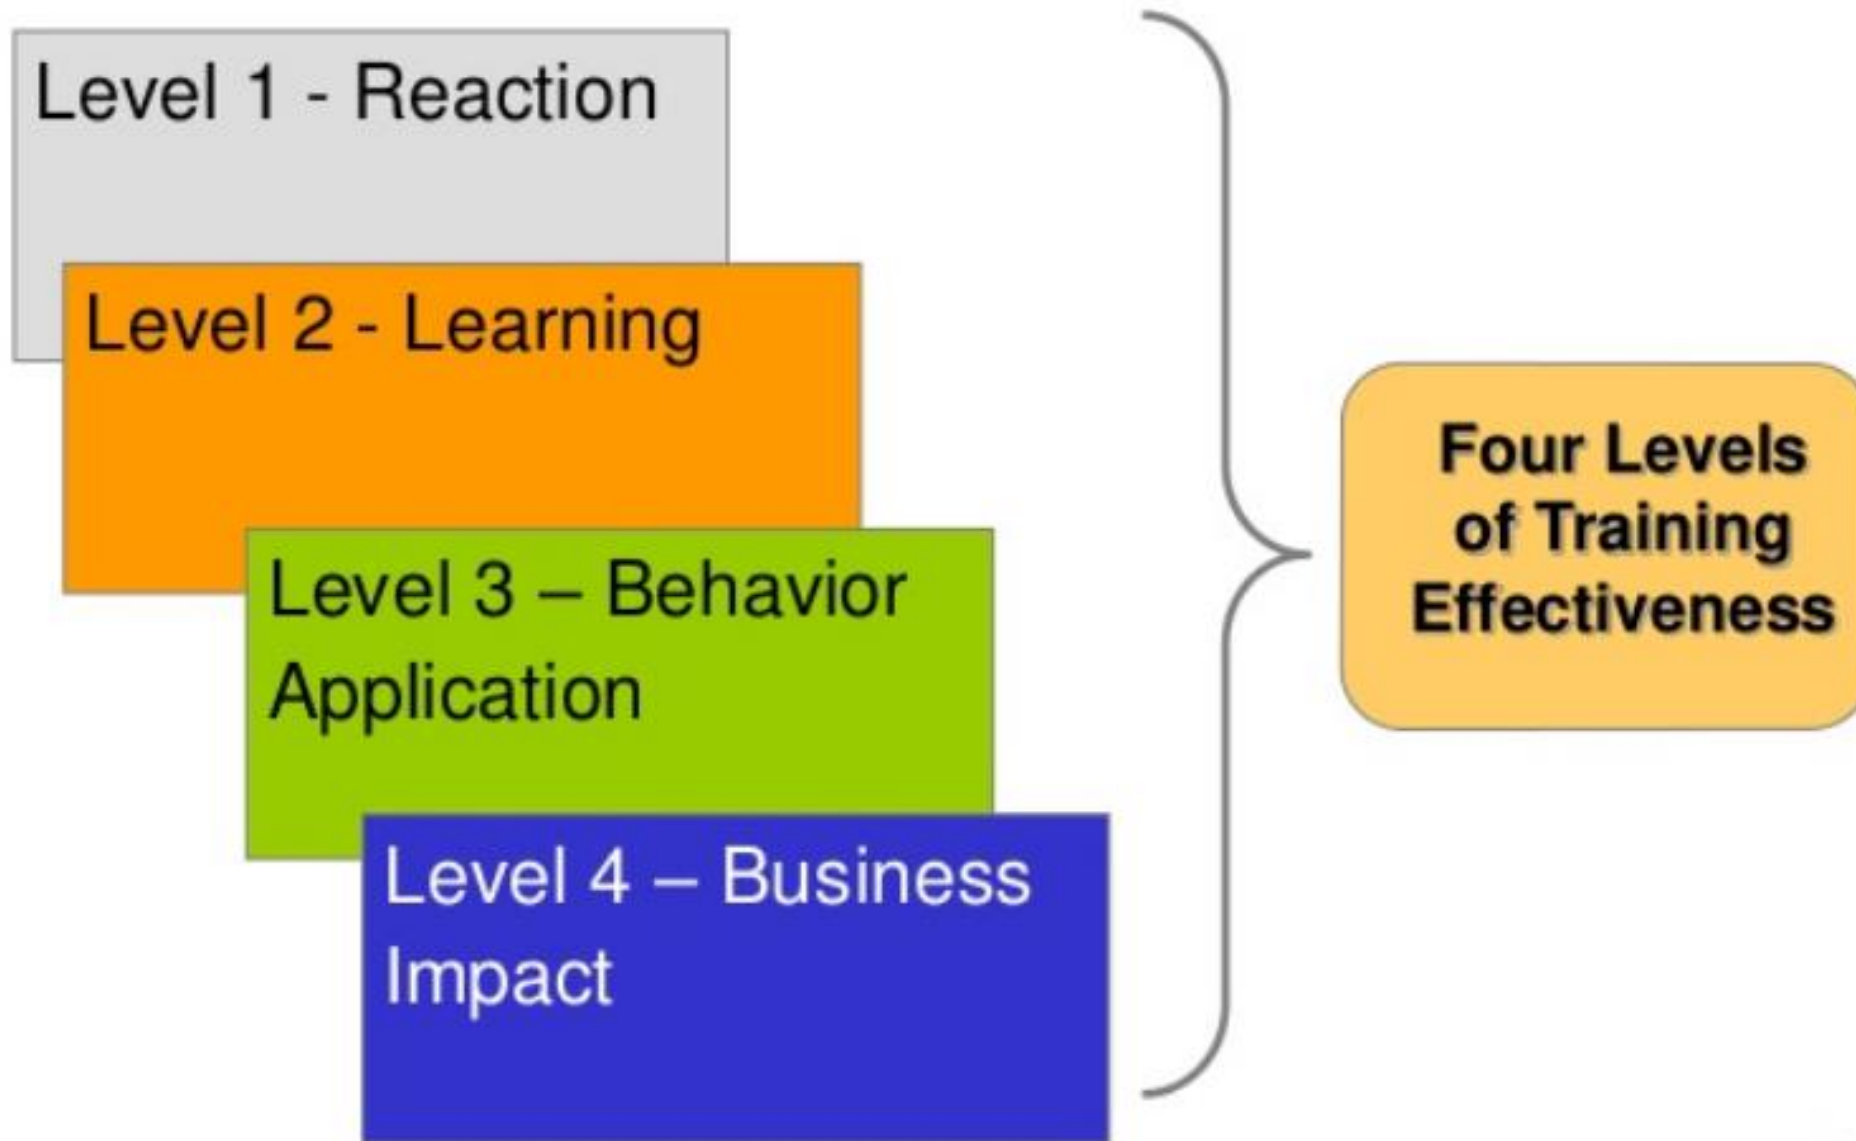 Level 1 - Reaction
Level 2 - Learning
Level 3 – Behavior
Application
Level 4 – Business
Impact
Four Levels
of Training
Effectiveness